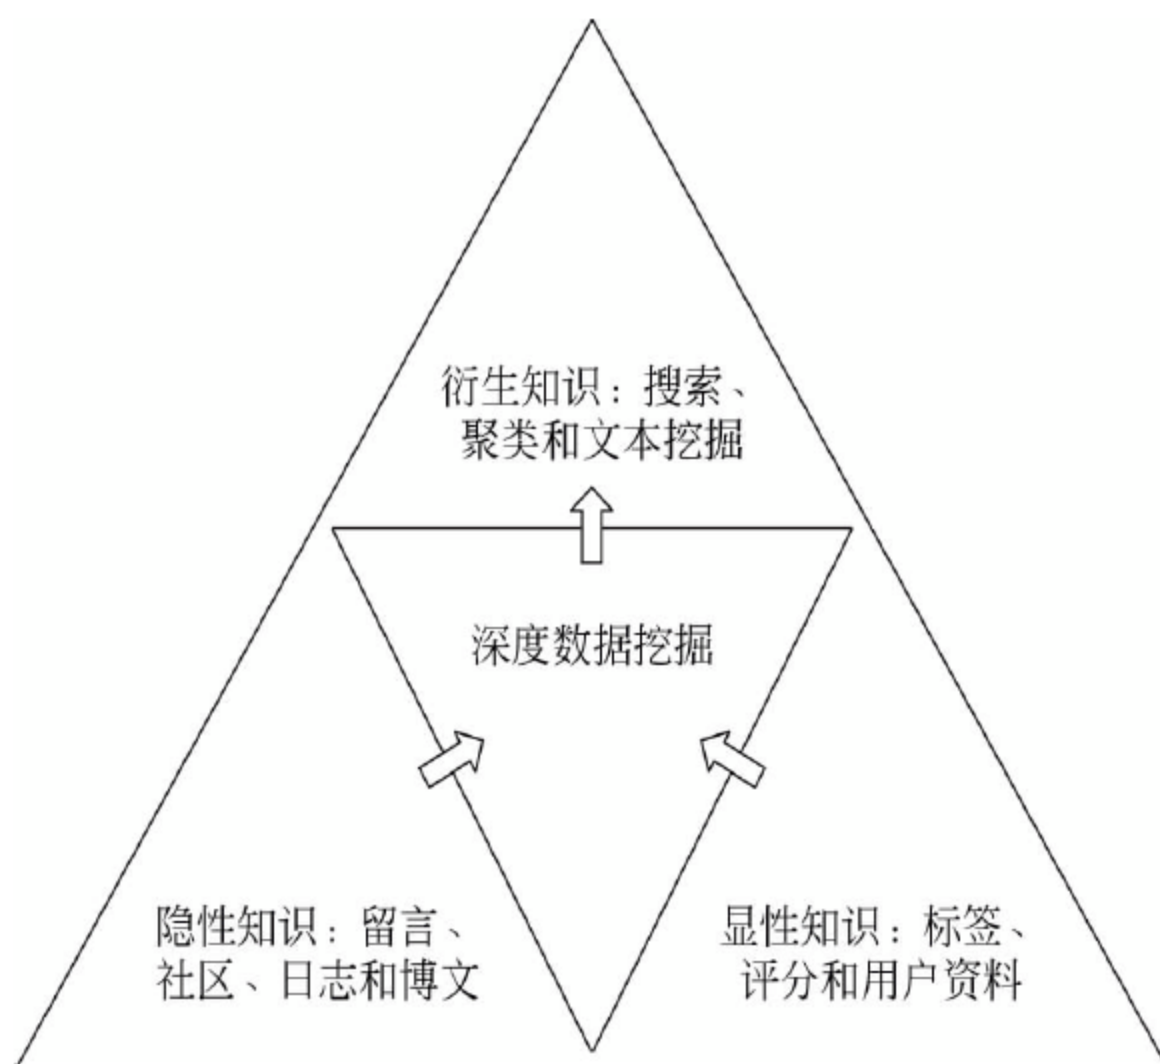 衍生知识：搜索、
聚类和文本挖掘
深度数据挖掘
隐性知识：留言、
社区、日志和博文
显性知识：标签、
评分和用户资料